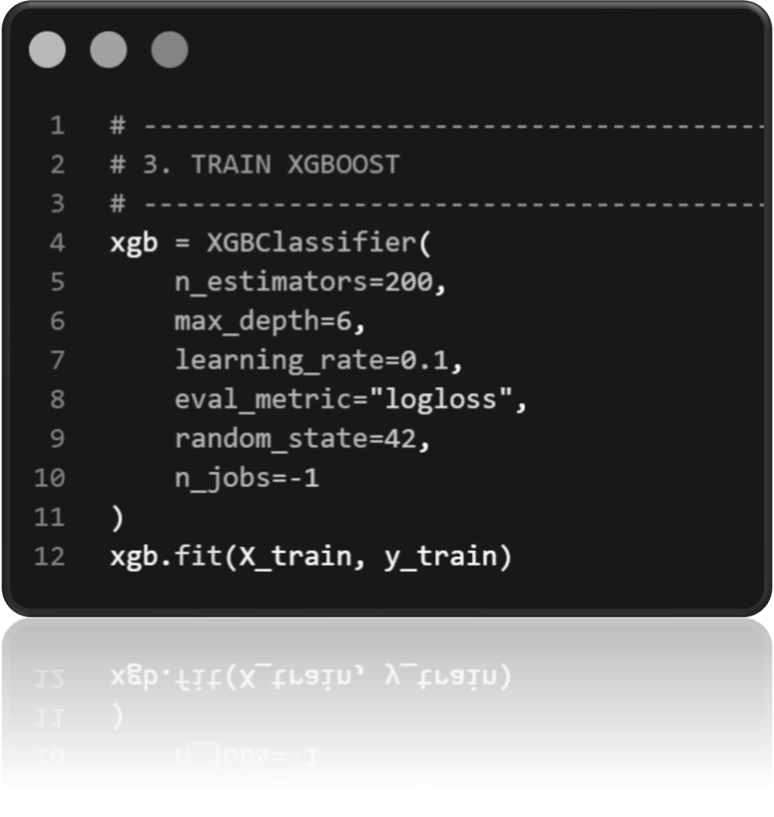 1 # ---------------------------------------
2 # 3. TRAIN XGBOOST
3 # ---------------------------------------
4 xgb = XGBClassifier(
5     n_estimators=200,
6     max_depth=6,
7     learning_rate=0.1,
8     eval_metric="logloss",
9     random_state=42,
10     n_jobs=-1
11 )
12 xgb.fit(X_train, y_train)